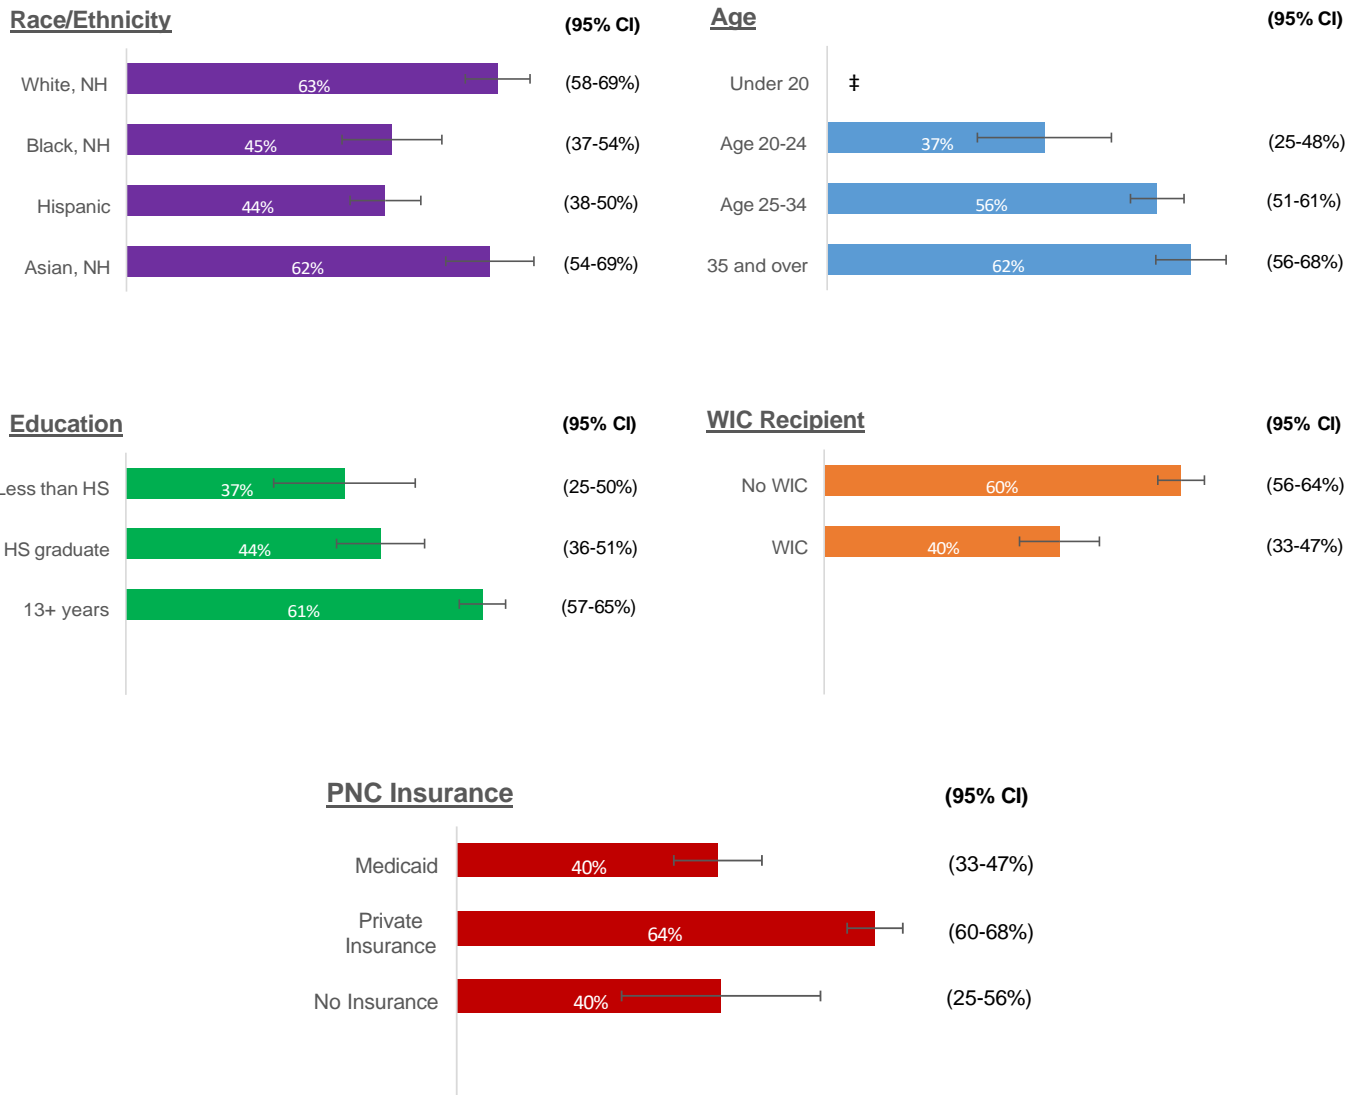 Race/Ethnicity (95% CI)
White, NH 63% (58-69%)
Black, NH 45% (37-54%)
Hispanic 44% (38-50%)
Asian, NH 62% (54-69%)
Age (95% CI)
Under 20 ‡
Age 20-24 37% (25-48%)
Age 25-34 56% (51-61%)
35 and over 62% (56-68%)
Education (95% CI)
Less than HS 37% (25-50%)
HS graduate 44% (36-51%)
13+ years 61% (57-65%)
WIC Recipient (95% CI)
No WIC 60% (56-64%)
WIC 40% (33-47%)
PNC Insurance (95% CI)
Medicaid 40% (33-47%)
Private
Insurance 64% (60-68%)
No Insurance 40% (25-56%)